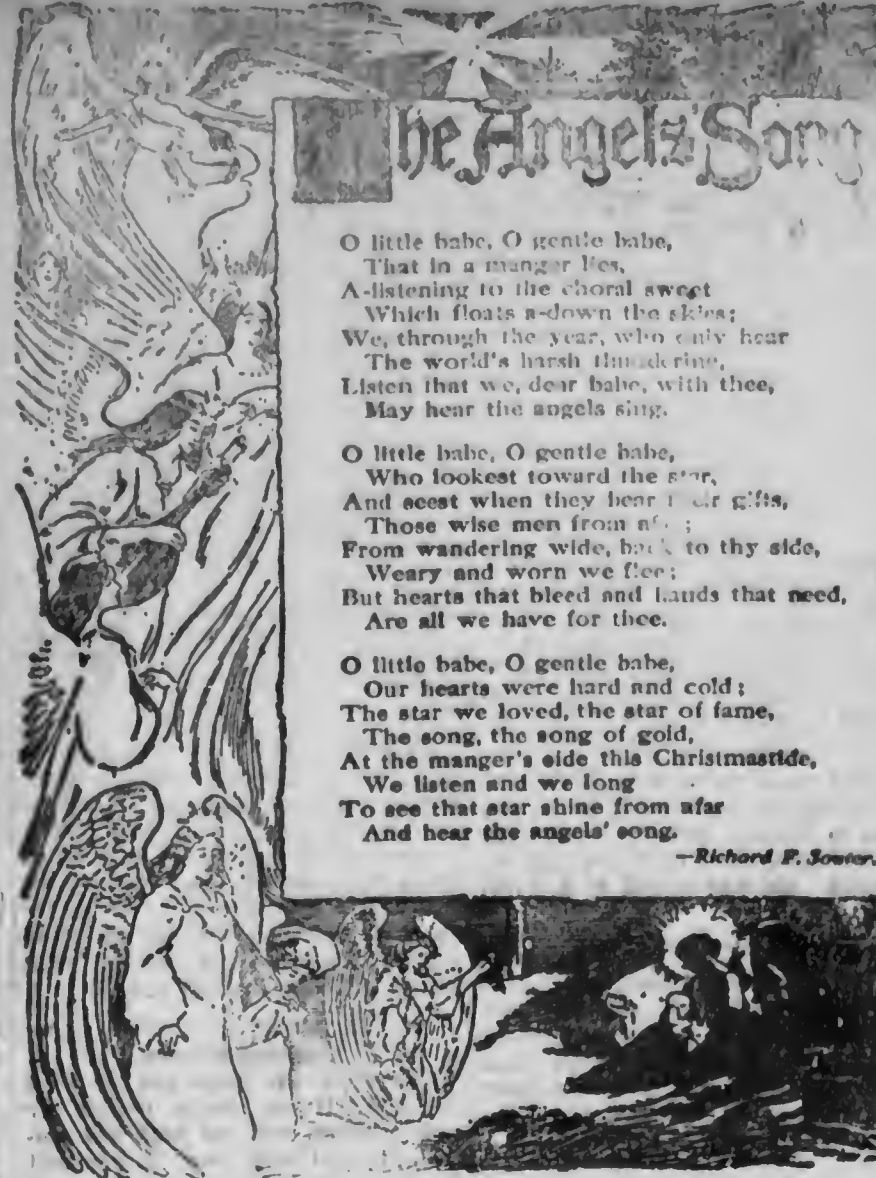 The Angels' Song
O little babe, O gentle babe,
That in a manger lies,
A-listening to the choral sweet
Which floats a-down the skies;
We, through the year, who only hear
The world's harsh thundering,
Listen that we, dear babe, with thee,
May hear the angels sing.
O little babe, O gentle babe,
Who lookest toward the star,
And seest when they bear their gifts,
Those wise men from afar;
From wandering wide, back to thy side,
Weary and worn we flee;
But hearts that bleed and hands that need,
Are all we have for thee.
O little babe, O gentle babe,
Our hearts were hard and cold;
The star we loved, the star of fame,
The song, the song of gold,
At the manger's side this Christmastide,
We listen and we long
To see that star shine from afar
And hear the angels' song.
—Richard F.